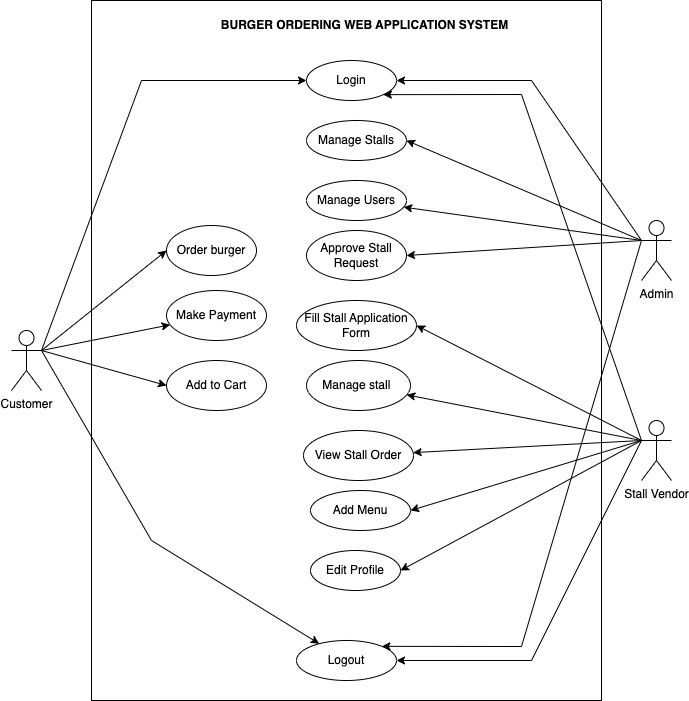 BURGER ORDERING WEB APPLICATION SYSTEM
Login
Manage Stalls
Manage Users
Approve Stall
Request
Order burger
Make Payment
Add to Cart
Fill Stall Application
Form
Manage stall
View Stall Order
Add Menu
Edit Profile
Logout
Customer
Admin
Stall Vendor